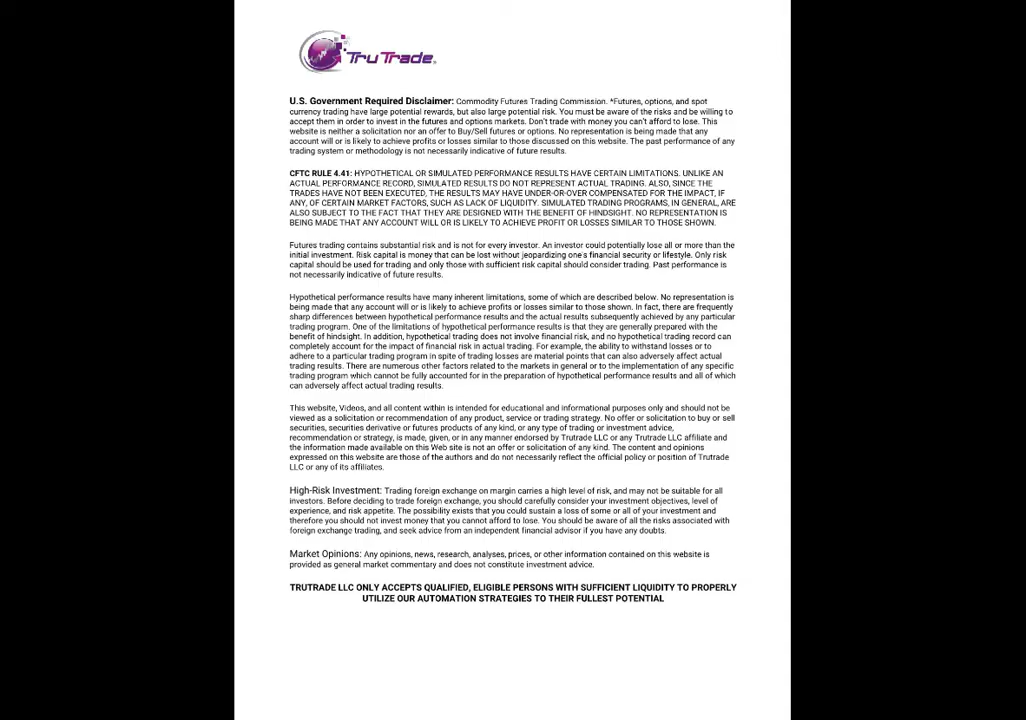 TruTrade
U.S. Government Required Disclaimer: Commodity Futures Trading Commission. *Futures, options, and spot
currency trading have large potential rewards, but also large potential risk. You must be aware of the risks and be willing to
accept them in order to invest in the futures and options markets. Don't trade with money you can't afford to lose. This
website is neither a solicitation nor an offer to Buy/Sell futures or options. No representation is being made that any
account will or is likely to achieve profits or losses similar to those discussed on this website. The past performance of any
trading system or methodology is not necessarily indicative of future results.
CFTC RULE 4.41: HYPOTHETICAL OR SIMULATED PERFORMANCE RESULTS HAVE CERTAIN LIMITATIONS. UNLIKE AN
ACTUAL PERFORMANCE RECORD, SIMULATED RESULTS DO NOT REPRESENT ACTUAL TRADING. ALSO, SINCE THE
TRADES HAVE NOT BEEN EXECUTED, THE RESULTS MAY HAVE UNDER-OR-OVER COMPENSATED FOR THE IMPACT, IF
ANY, OF CERTAIN MARKET FACTORS, SUCH AS LACK OF LIQUIDITY. SIMULATED TRADING PROGRAMS, IN GENERAL, ARE
ALSO SUBJECT TO THE FACT THAT THEY ARE DESIGNED WITH THE BENEFIT OF HINDSIGHT. NO REPRESENTATION IS
BEING MADE THAT ANY ACCOUNT WILL OR IS LIKELY TO ACHIEVE PROFIT OR LOSSES SIMILAR TO THOSE SHOWN.
Futures trading contains substantial risk and is not for every investor. An investor could potentially lose all or more than the
initial investment. Risk capital is money that can be lost without jeopardizing one's financial security or lifestyle. Only risk
capital should be used for trading and only those with sufficient risk capital should consider trading. Past performance is
not necessarily indicative of future results.
Hypothetical performance results have many inherent limitations, some of which are described below. No representation is
being made that any account will or is likely to achieve profits or losses similar to those shown. In fact, there are frequently
sharp differences between hypothetical performance results and the actual results subsequently achieved by any particular
trading program. One of the limitations of hypothetical performance results is that they are generally prepared with the
benefit of hindsight. In addition, hypothetical trading does not involve financial risk, and no hypothetical trading record can
completely account for the impact of financial risk in actual trading. For example, the ability to withstand losses or to
adhere to a particular trading program in spite of trading losses are material points that can also adversely affect actual
trading results. There are numerous other factors related to the markets in general or to the implementation of any specific
trading program which cannot be fully accounted for in the preparation of hypothetical performance results and all of which
can adversely affect actual trading results.
This website, Videos, and all content within is intended for educational and informational purposes only and should not be
viewed as a solicitation or recommendation of any product, service or trading strategy. No offer or solicitation to buy or sell
securities, securities derivative or futures products of any kind, or any type of trading or investment advice,
recommendation or strategy, is made, given, or in any manner endorsed by Trutrade LLC or any Trutrade LLC affiliate and
the information made available on this Web site is not an offer or solicitation of any kind. The content and opinions
expressed on this website are those of the authors and do not necessarily reflect the official policy or position of Trutrade
LLC or any of its affiliates.
High-Risk Investment: Trading foreign exchange on margin carries a high level of risk, and may not be suitable for all
investors. Before deciding to trade foreign exchange, you should carefully consider your investment objectives, level of
experience, and risk appetite. The possibility exists that you could sustain a loss of some or all of your investment and
therefore you should not invest money that you cannot afford to lose. You should be aware of all the risks associated with
foreign exchange trading, and seek advice from an independent financial advisor if you have any doubts.
Market Opinions: Any opinions, news, research, analyses, prices, or other information contained on this website is
provided as general market commentary and does not constitute investment advice.
TRUTRADE LLC ONLY ACCEPTS QUALIFIED, ELIGIBLE PERSONS WITH SUFFICIENT LIQUIDITY TO PROPERLY
UTILIZE OUR AUTOMATION STRATEGIES TO THEIR FULLEST POTENTIAL